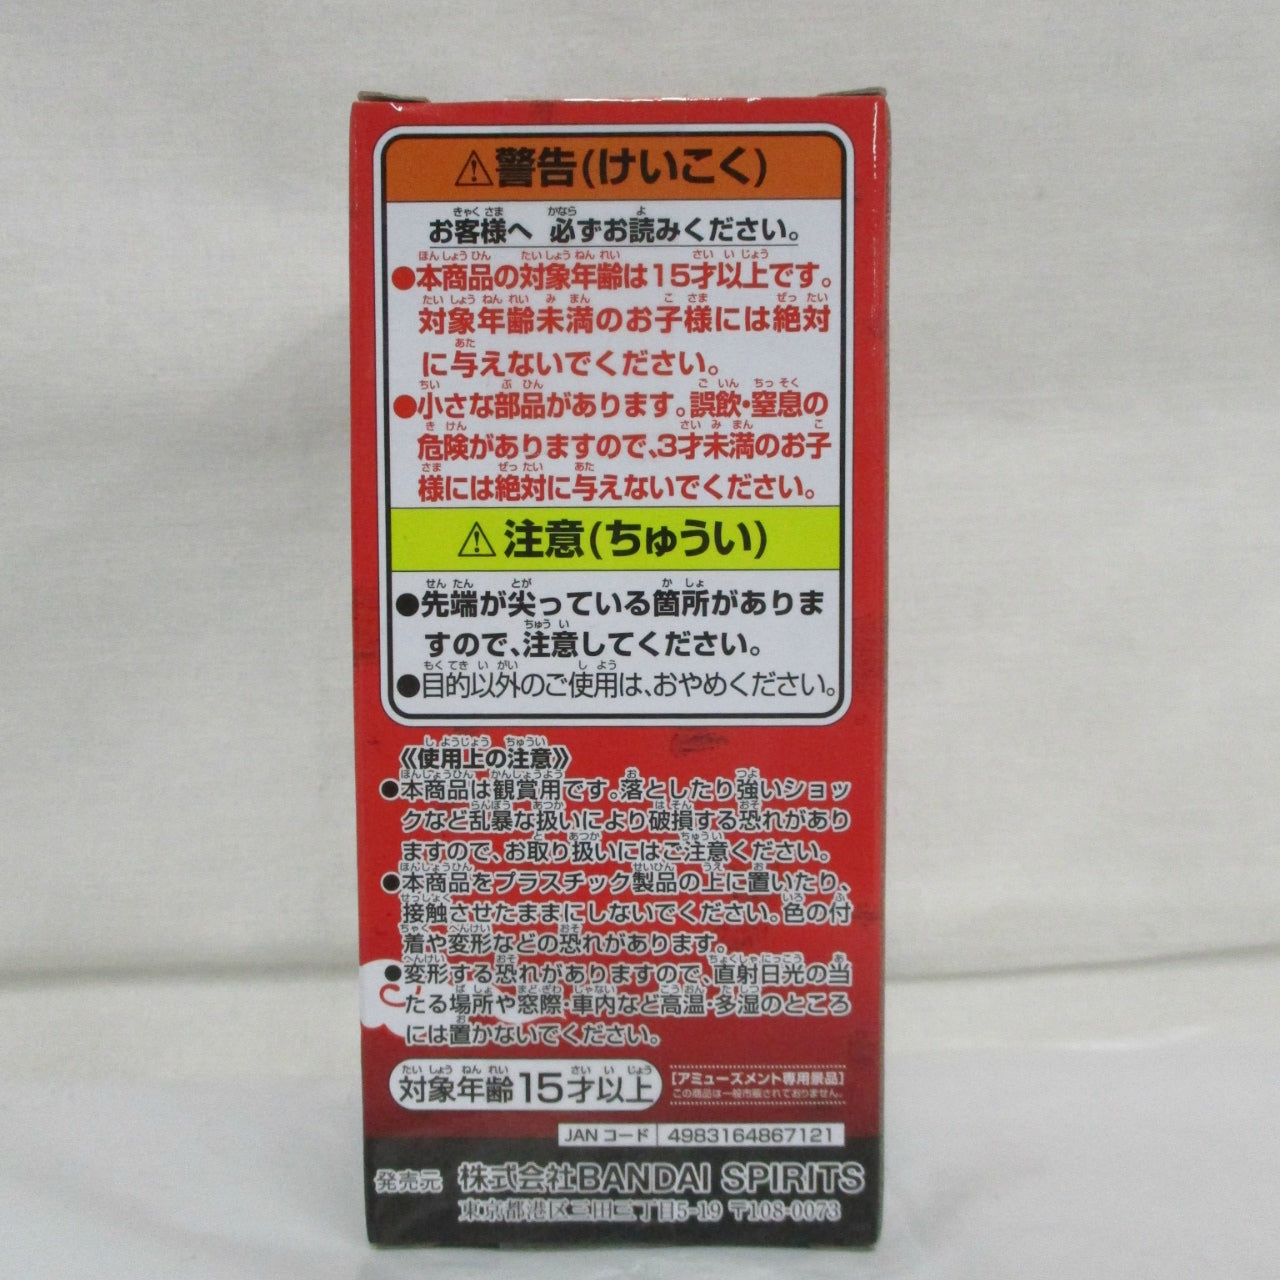 ⚠警告(けいこく)
お客様へ 必ずお読みください。
●本商品の対象年齢は15才以上です。
対象年齢未満のお子様には絶対
に与えないでください。
●小さな部品があります。誤飲・窒息の
危険がありますので、3才未満のお子
様には絶対に与えないでください。
⚠注意(ちゅうい)
●先端が尖っている箇所がありま
すので、注意してください。
●目的以外のご使用は、おやめください。
《使用上の注意》
●本商品は観賞用です。落としたり強いショッ
クなど乱暴な扱いにより破損する恐れがあり
ますので、お取り扱いにはご注意ください。
●本商品をプラスチック製品の上に置いたり、
接触させたままにしないでください。色の付
着や変形などの恐れがあります。
●変形する恐れがありますので、直射日光の当
たる場所や窓際・車内など高温・多湿のところ
には置かないでください。
対象年齢15才以上
[アミューズメント専用景品]
この商品は一般市販されておりません。
JANコード 4983164867121
発売元 株式会社BANDAI SPIRITS
東京都港区三田三丁目5-19 〒108-0073